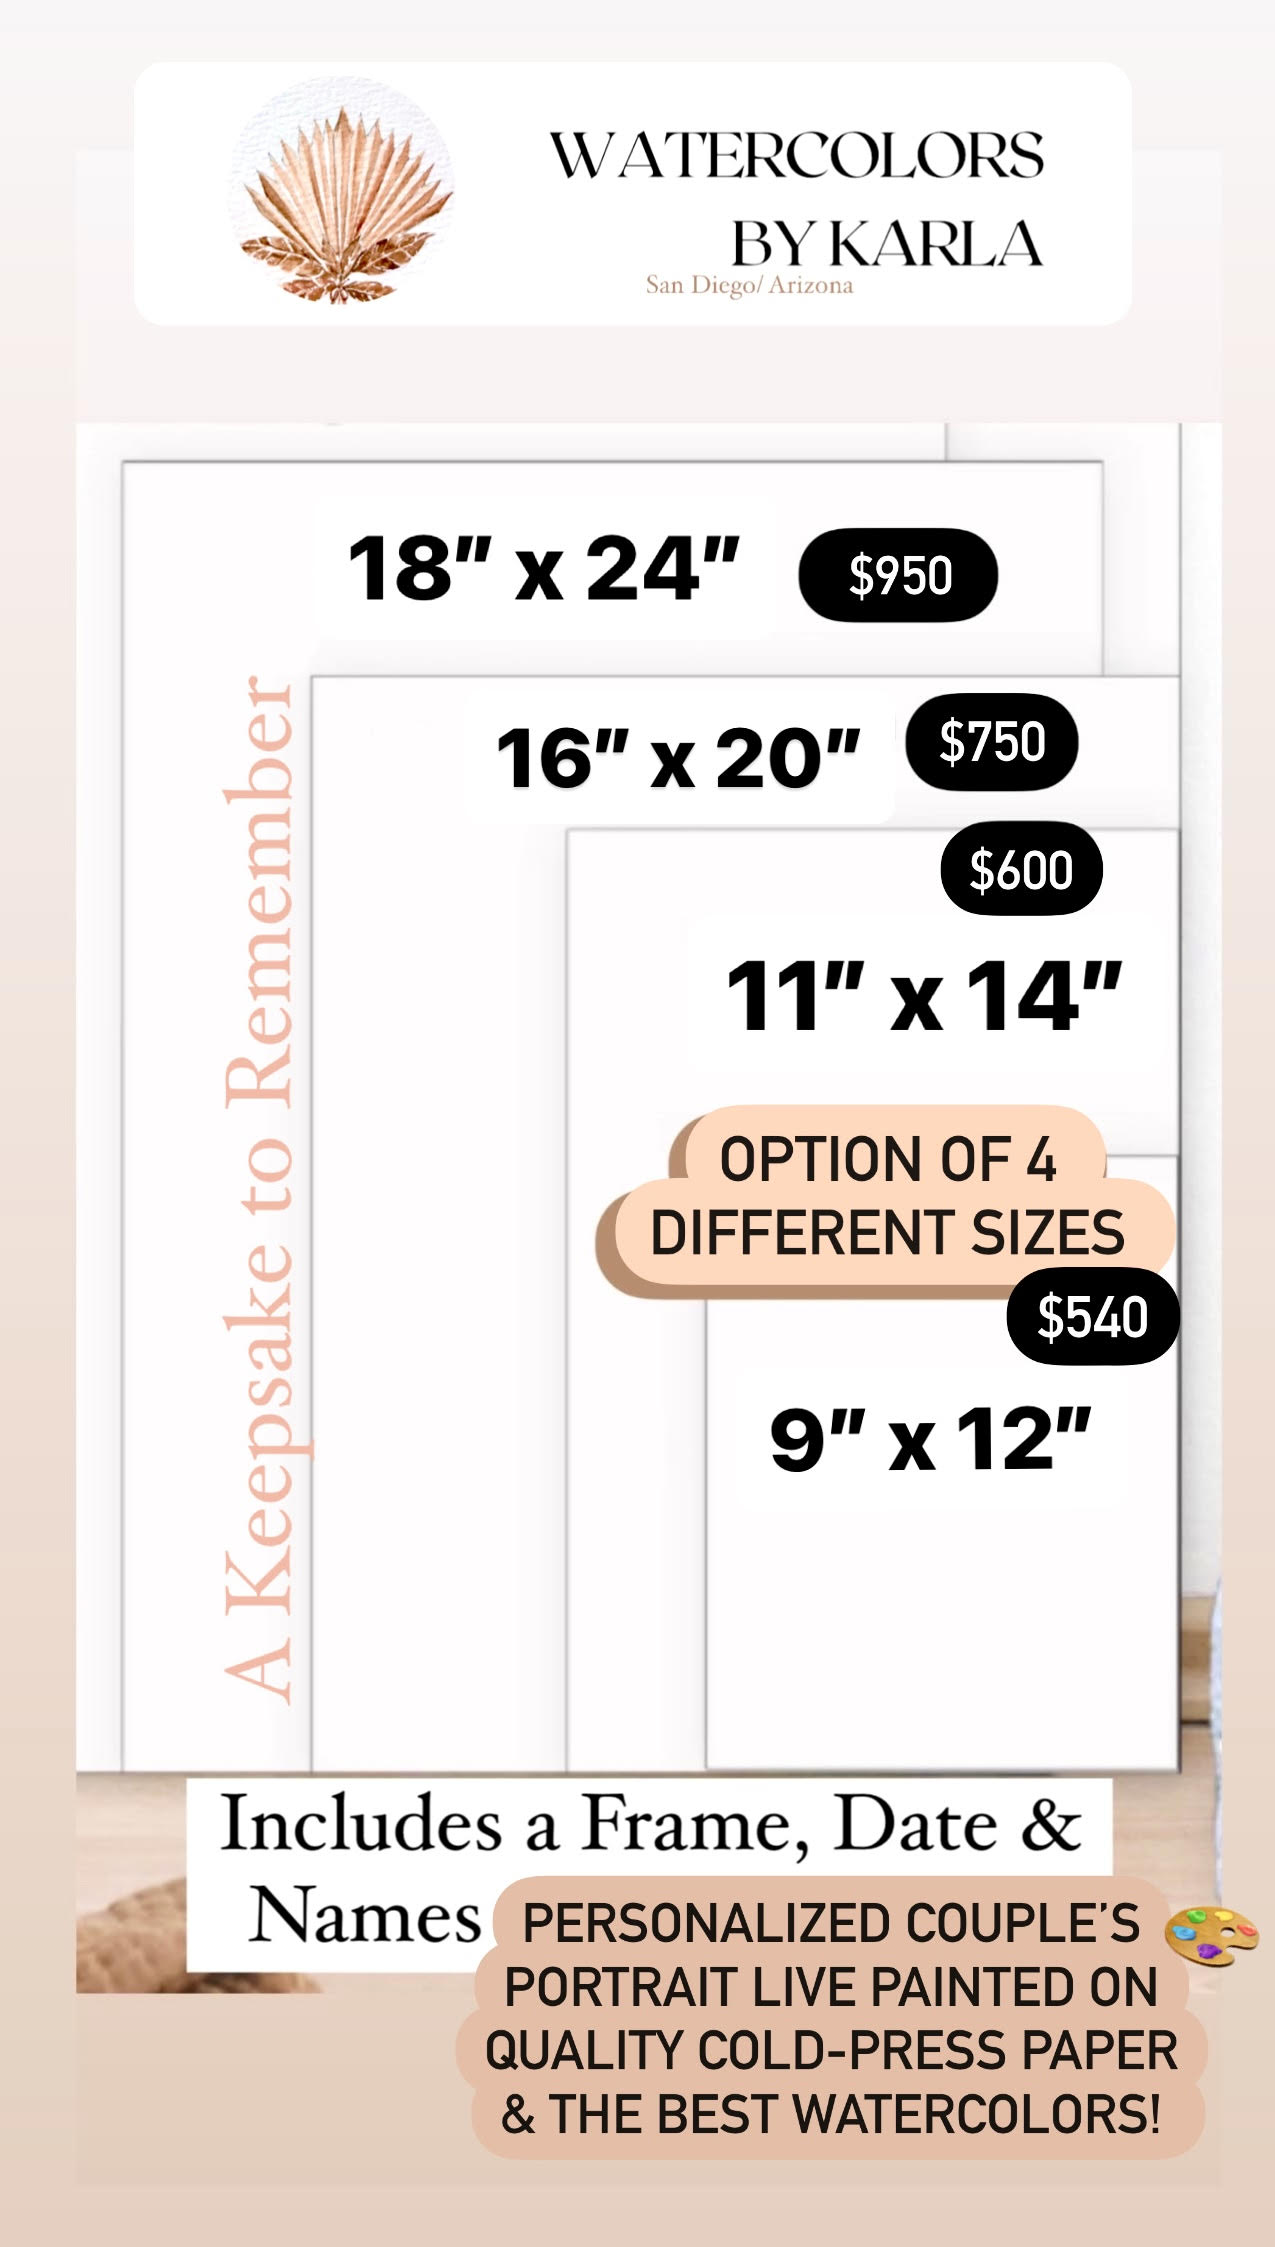 WATERCOLORS
BY KARLA
San Diego/ Arizona
18" x 24" $950
16" x 20" $750
$600
11" x 14"
A Keepsake to Remember
OPTION OF 4
DIFFERENT SIZES
$540
9" x 12"
Includes a Frame, Date &
Names
PERSONALIZED COUPLE'S
PORTRAIT LIVE PAINTED ON
QUALITY COLD-PRESS PAPER
& THE BEST WATERCOLORS!